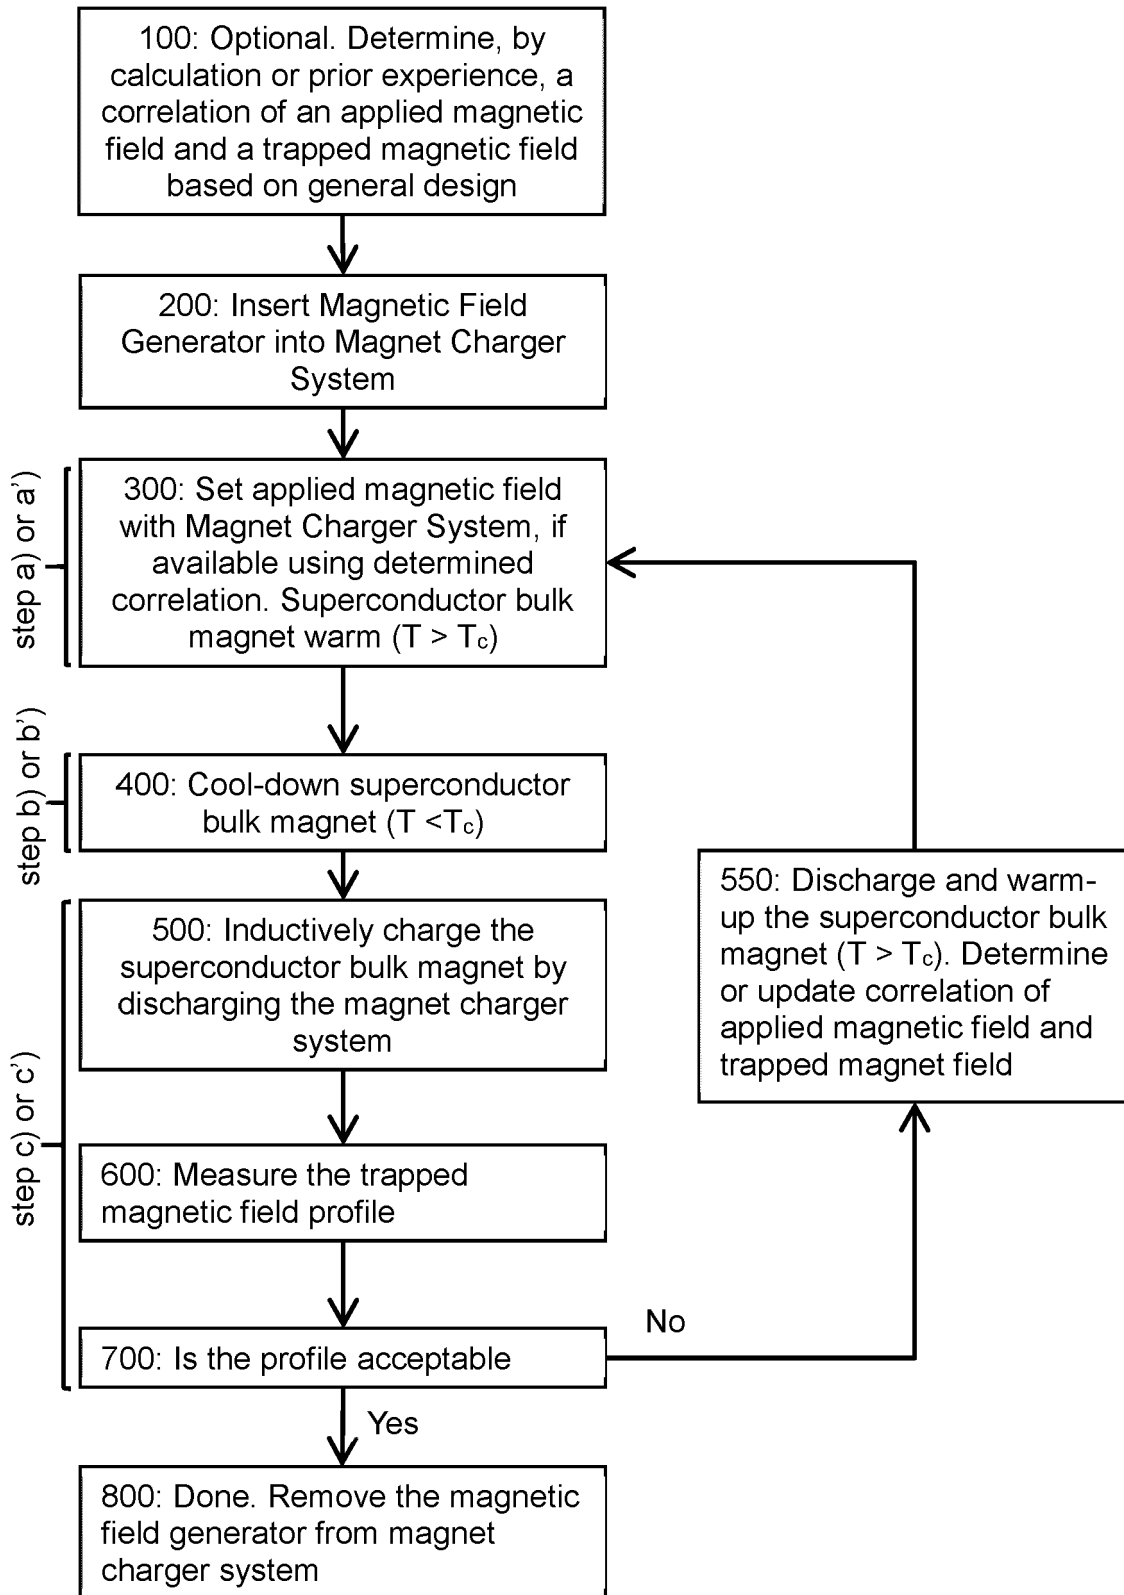 100: Optional. Determine, by
calculation or prior experience, a
correlation of an applied magnetic
field and a trapped magnetic field
based on general design
200: Insert Magnetic Field
Generator into Magnet Charger
System
step a) or a’)
300: Set applied magnetic field
with Magnet Charger System, if
available using determined
correlation. Superconductor bulk
magnet warm (T > Tc)
step b) or b’)
400: Cool-down superconductor
bulk magnet (T <Tc)
step c) or c’)
500: Inductively charge the
superconductor bulk magnet by
discharging the magnet charger
system
550: Discharge and warm-
up the superconductor bulk
magnet (T > Tc). Determine
or update correlation of
applied magnetic field and
trapped magnet field
600: Measure the trapped
magnetic field profile
700: Is the profile acceptable
No
Yes
800: Done. Remove the magnetic
field generator from magnet
charger system